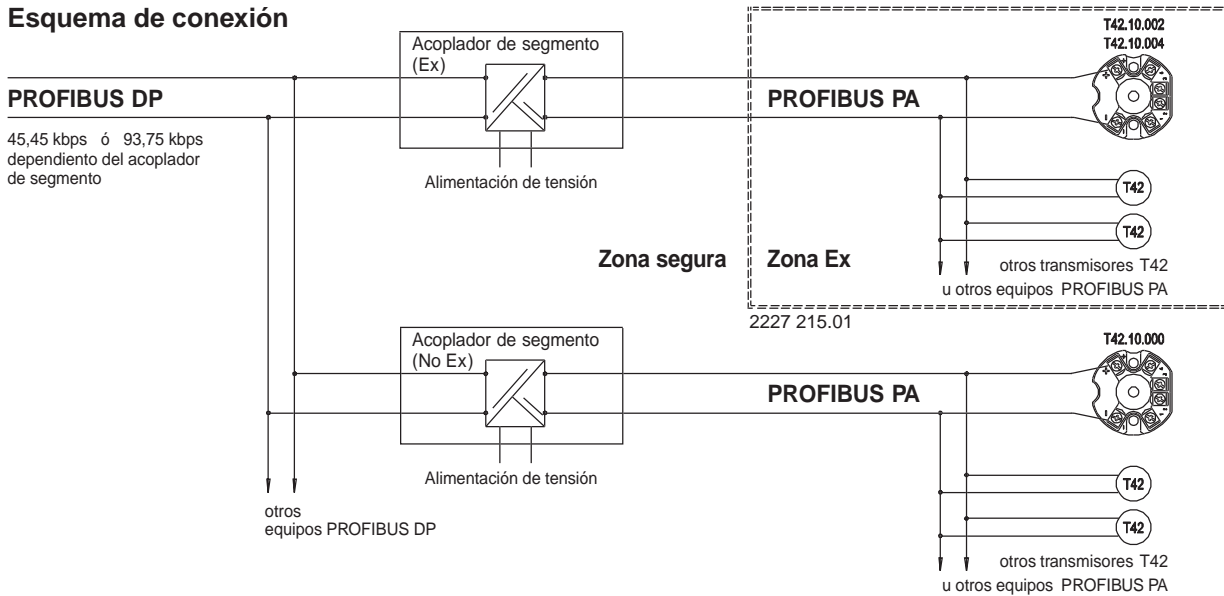 Esquema de conexión
PROFIBUS DP
45,45 kbps ó 93,75 kbps
dependiento del acoplador
de segmento
Acoplador de segmento
(Ex)
Alimentación de tensión
PROFIBUS PA
T42.10.002
T42.10.004
T42
T42
otros transmisores T42
u otros equipos PROFIBUS PA
Zona segura
Zona Ex
2227 215.01
Acoplador de segmento
(No Ex)
Alimentación de tensión
PROFIBUS PA
T42.10.000
T42
T42
otros transmisores T42
u otros equipos PROFIBUS PA
otros
equipos PROFIBUS DP